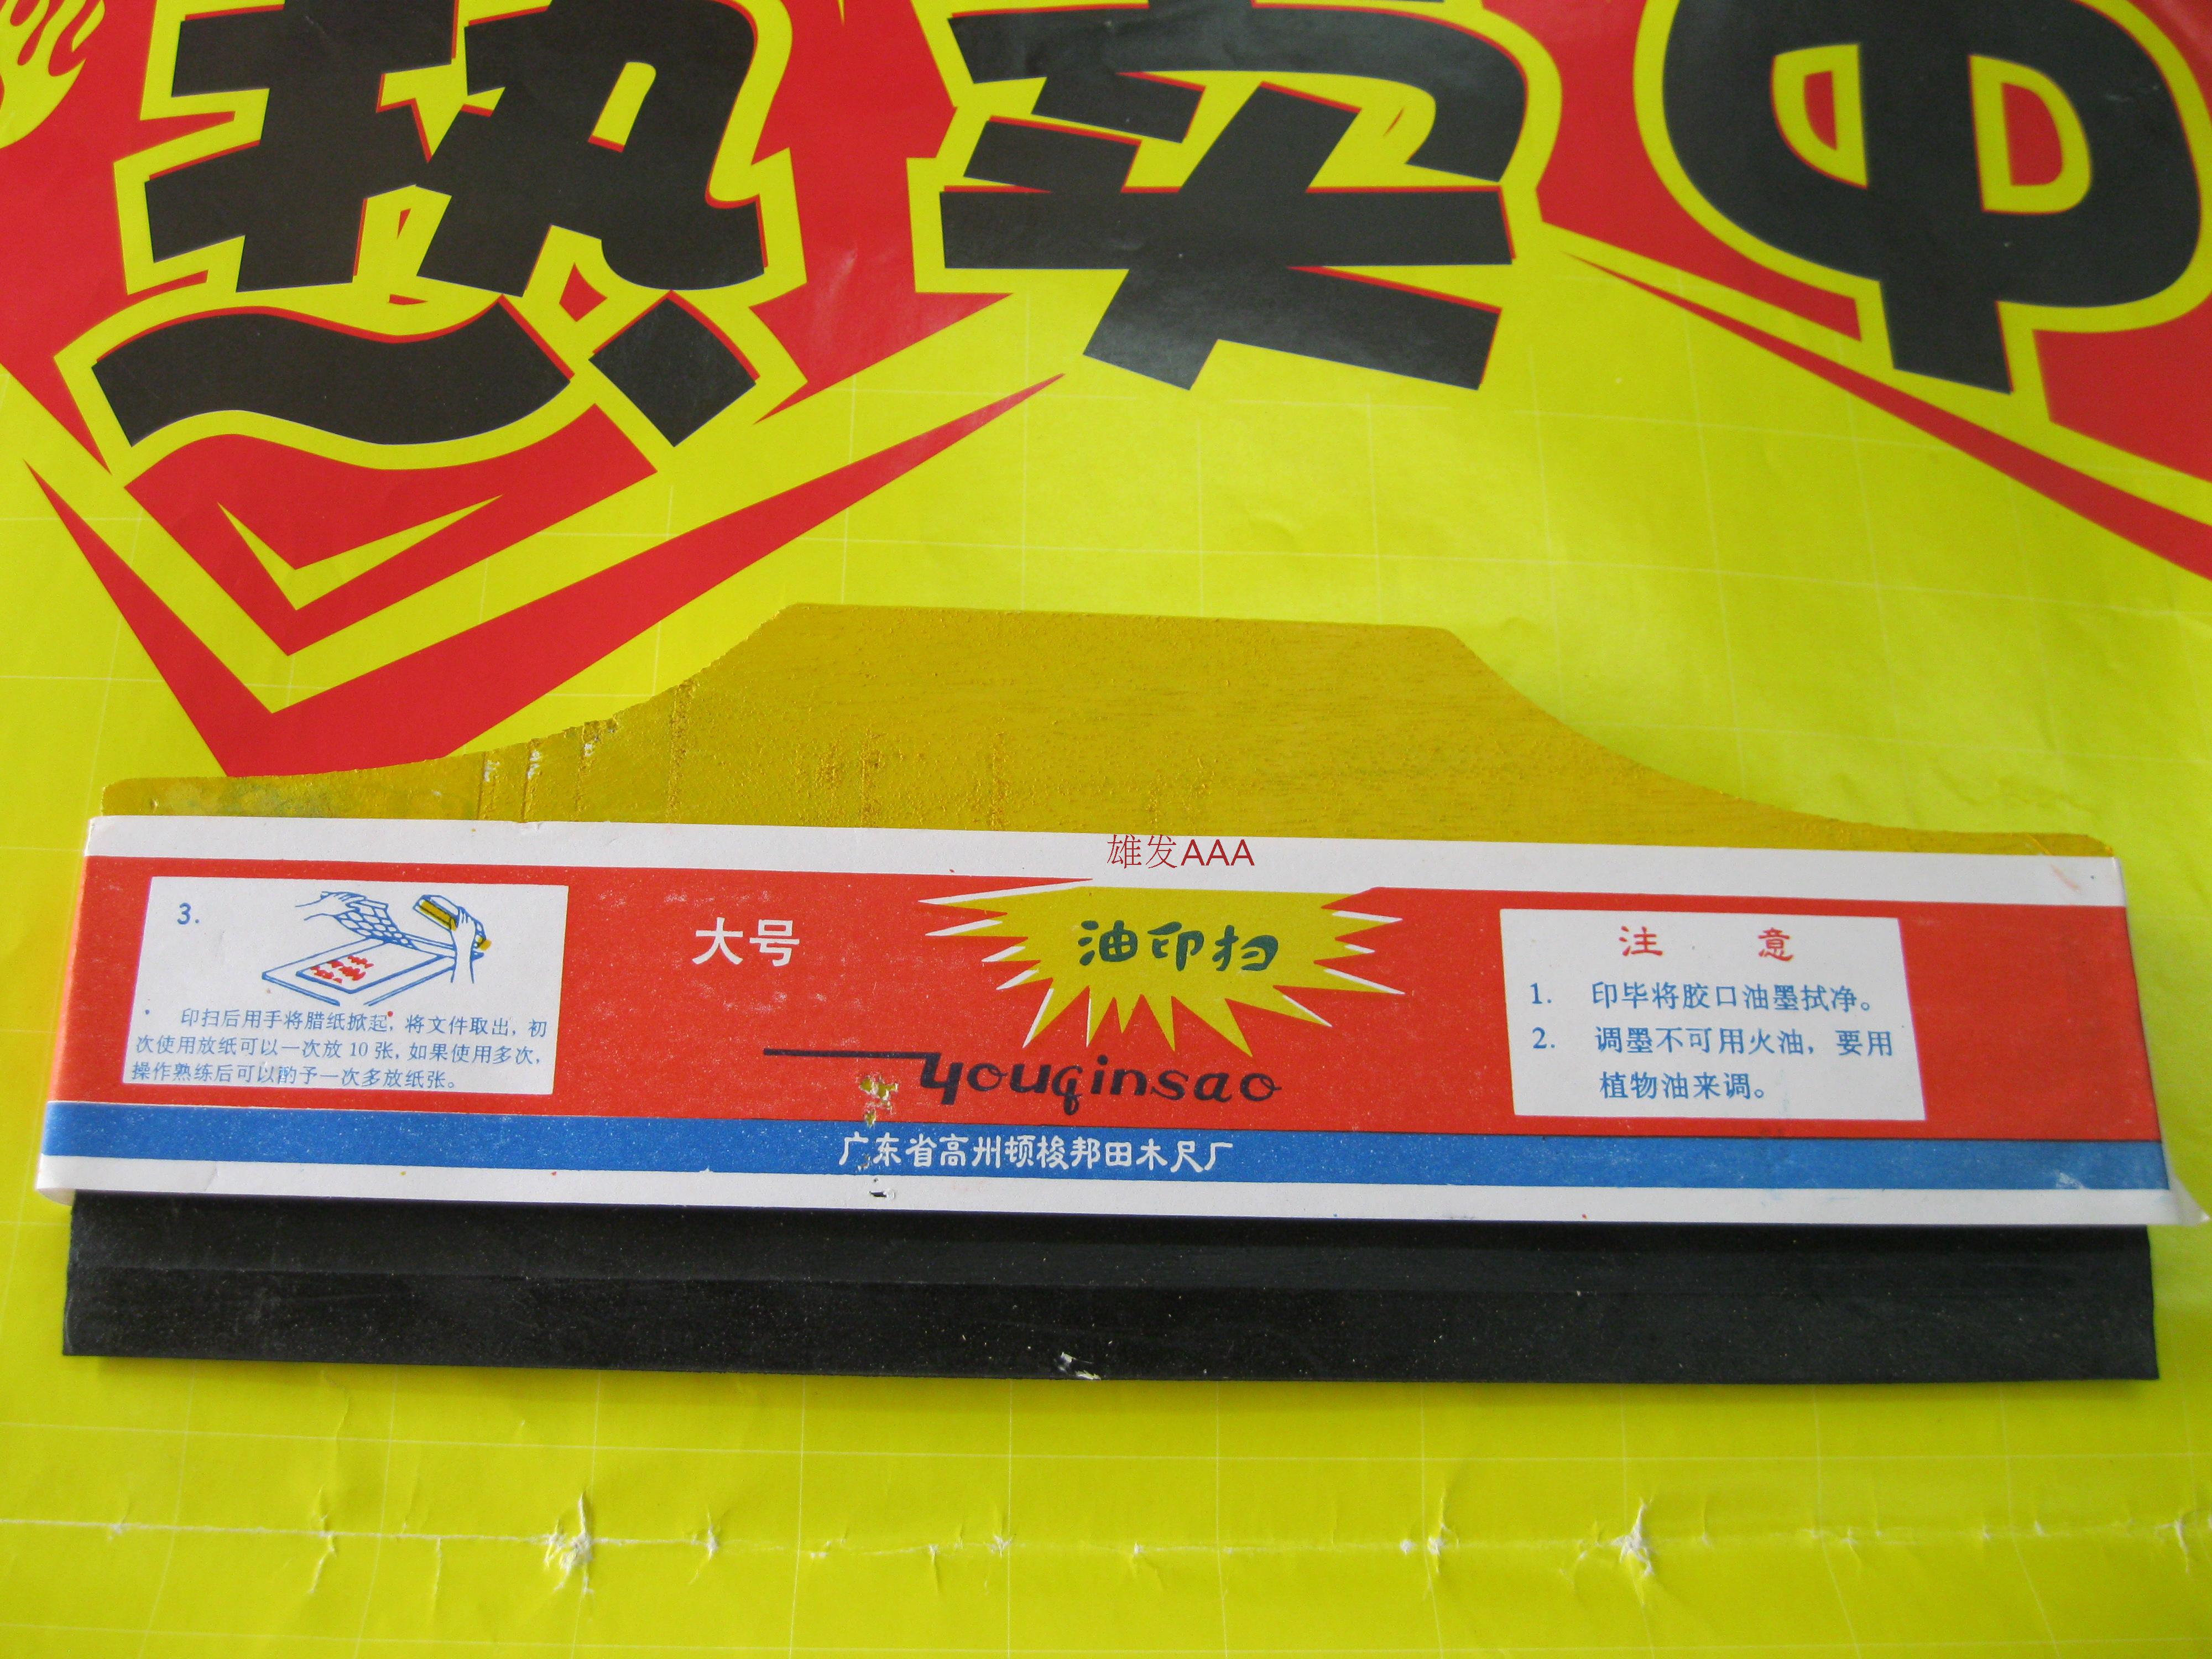 热卖中
雄发AAA
3.
印扫后用手将腊纸掀起，将文件取出，初
次使用放纸可以一次放10张，如果使用多次，
操作熟练后可以酌予一次多放纸张。
大号
油印扫
youqinsao
广东省高州顿梭邦田木尺厂
注 意
1. 印毕将胶口油墨拭净。
2. 调墨不可用火油，要用
植物油来调。